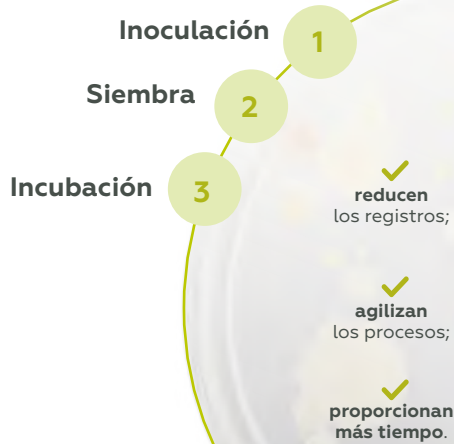 Inoculación
1
Siembra
2
Incubación
3
reducen
los registros;
agilizan
los procesos;
proporcionan
más tiempo.